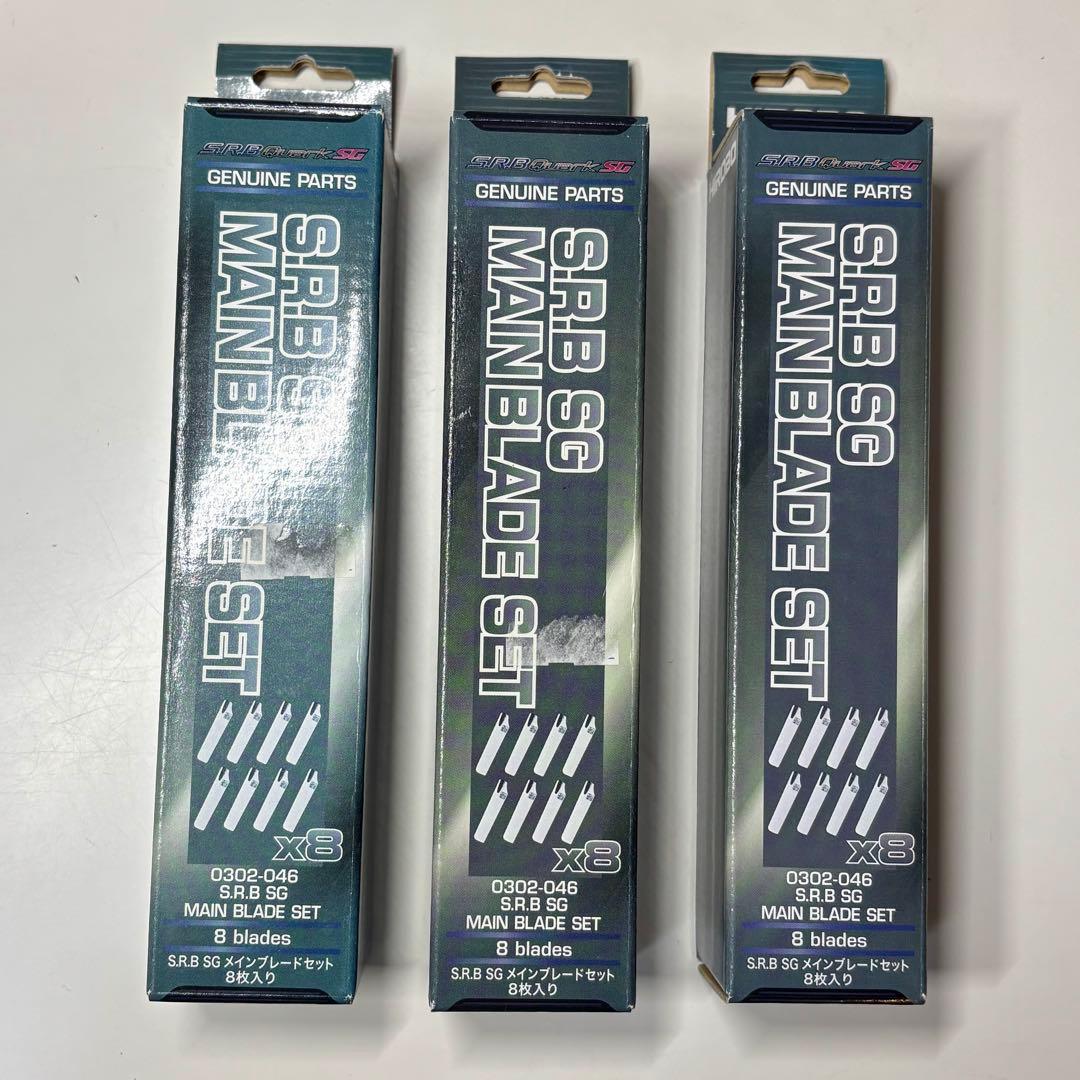 S.R.B Quark SG
GENUINE PARTS
S.R.B S
MAIN BL E SET
x8
0302-046
S.R.B SG
MAIN BLADE SET
8 blades
S.R.B SG メインブレードセット
8枚入り
S.R.B Quark SG
GENUINE PARTS
S.R.B SG
MAIN BLADE SET
x8
0302-046
S.R.B SG
MAIN BLADE SET
8 blades
S.R.B SG メインブレードセット
8枚入り
HIROBO
S.R.B Quark SG
GENUINE PARTS
S.R.B SG
MAIN BLADE SET
x8
0302-046
S.R.B SG
MAIN BLADE SET
8 blades
S.R.B SG メインブレードセット
8枚入り